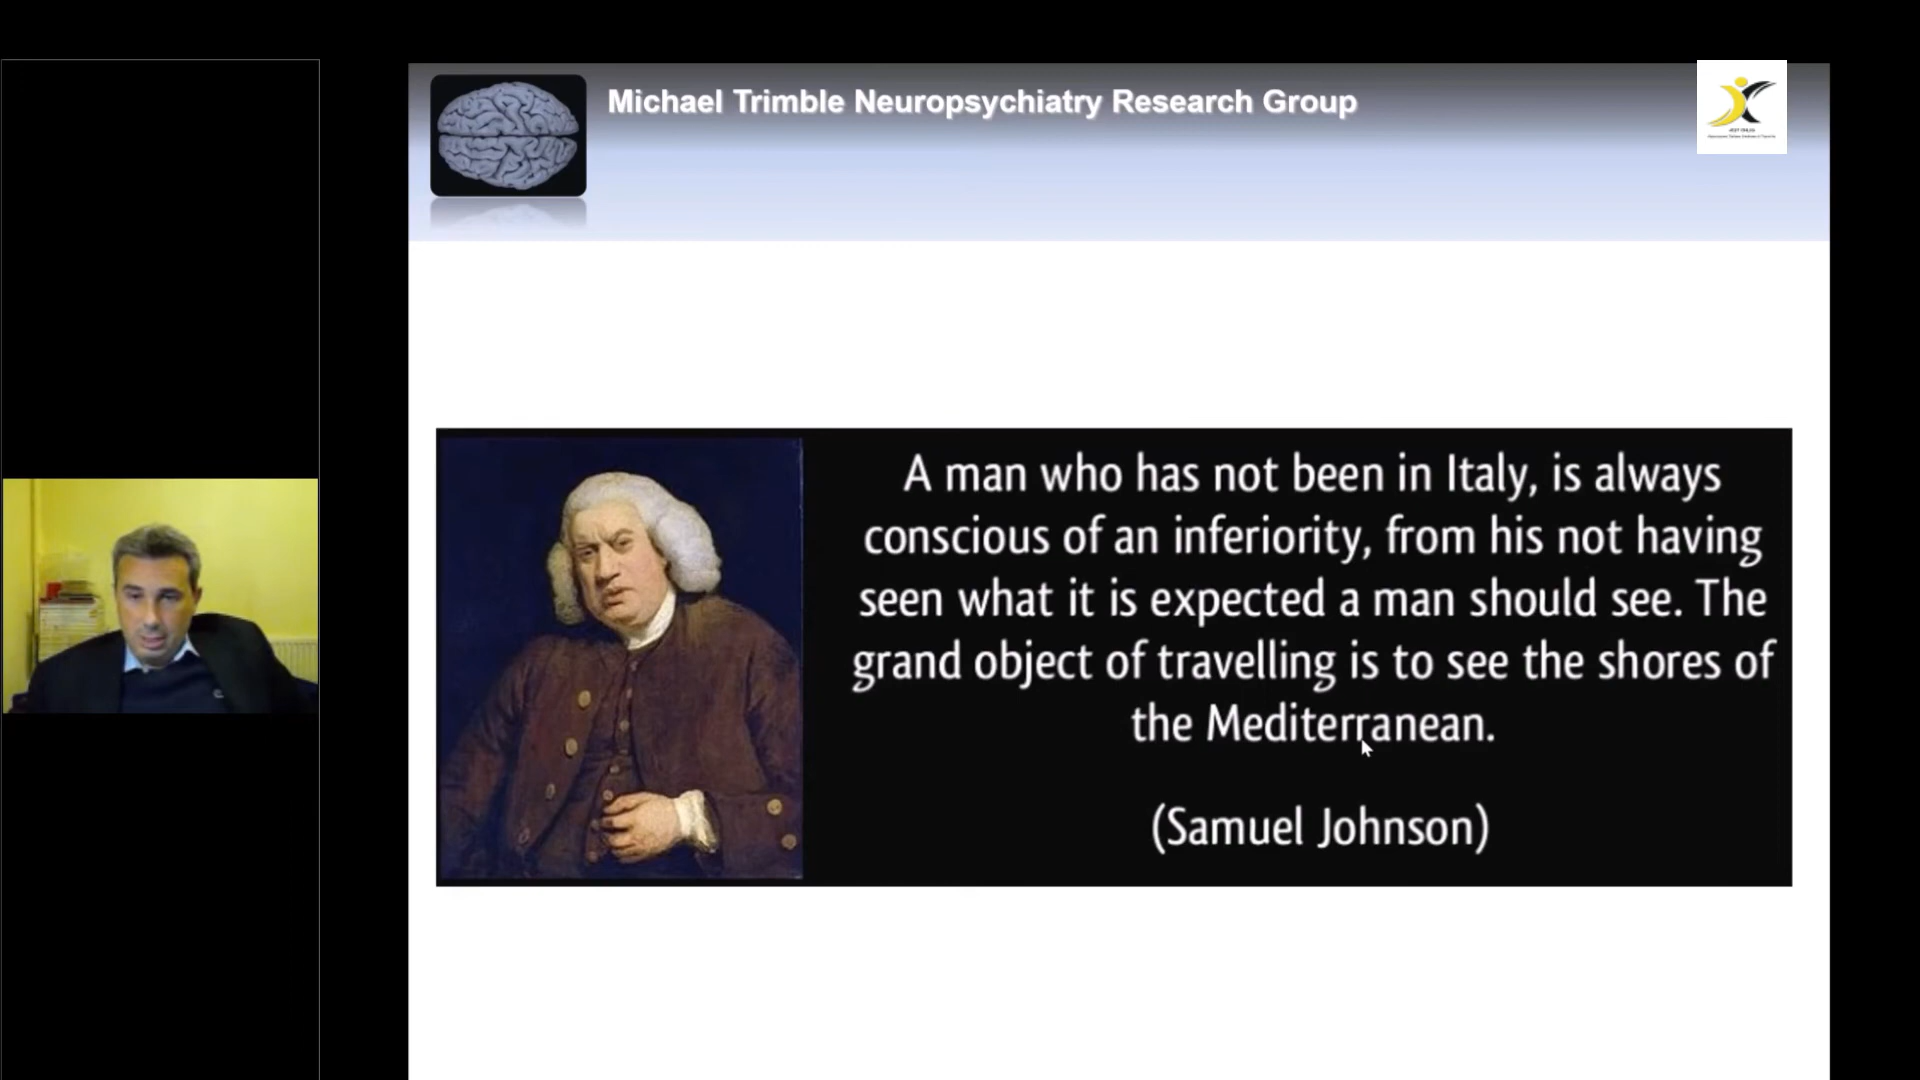 Michael Trimble Neuropsychiatry Research Group
A man who has not been in Italy, is always
conscious of an inferiority, from his not having
seen what it is expected a man should see. The
grand object of travelling is to see the shores of
the Mediterranean.
(Samuel Johnson)